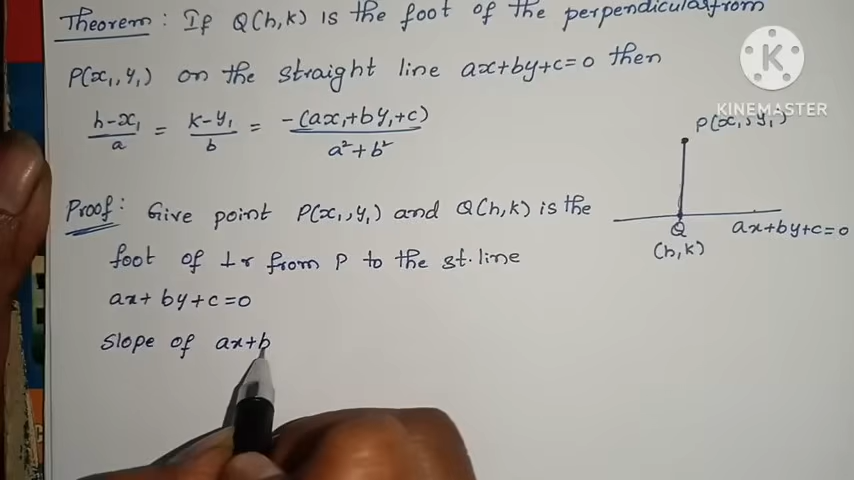 Theorem : If Q(h,k) is the foot of the perpendicular from
P(x₁,y₁) on the straight line ax+by+c=0 then
h-x₁/a = k-y₁/b = -(ax₁+by₁+c)/a²+b²
K
KINEMASTER
P(x₁,y₁)
Proof: Give point P(x₁,y₁) and Q(h,k) is the
Q
ax+by+c=0
(h,k)
foot of ⊥r from P to the st.line
ax+by+c=0
slope of ax+b